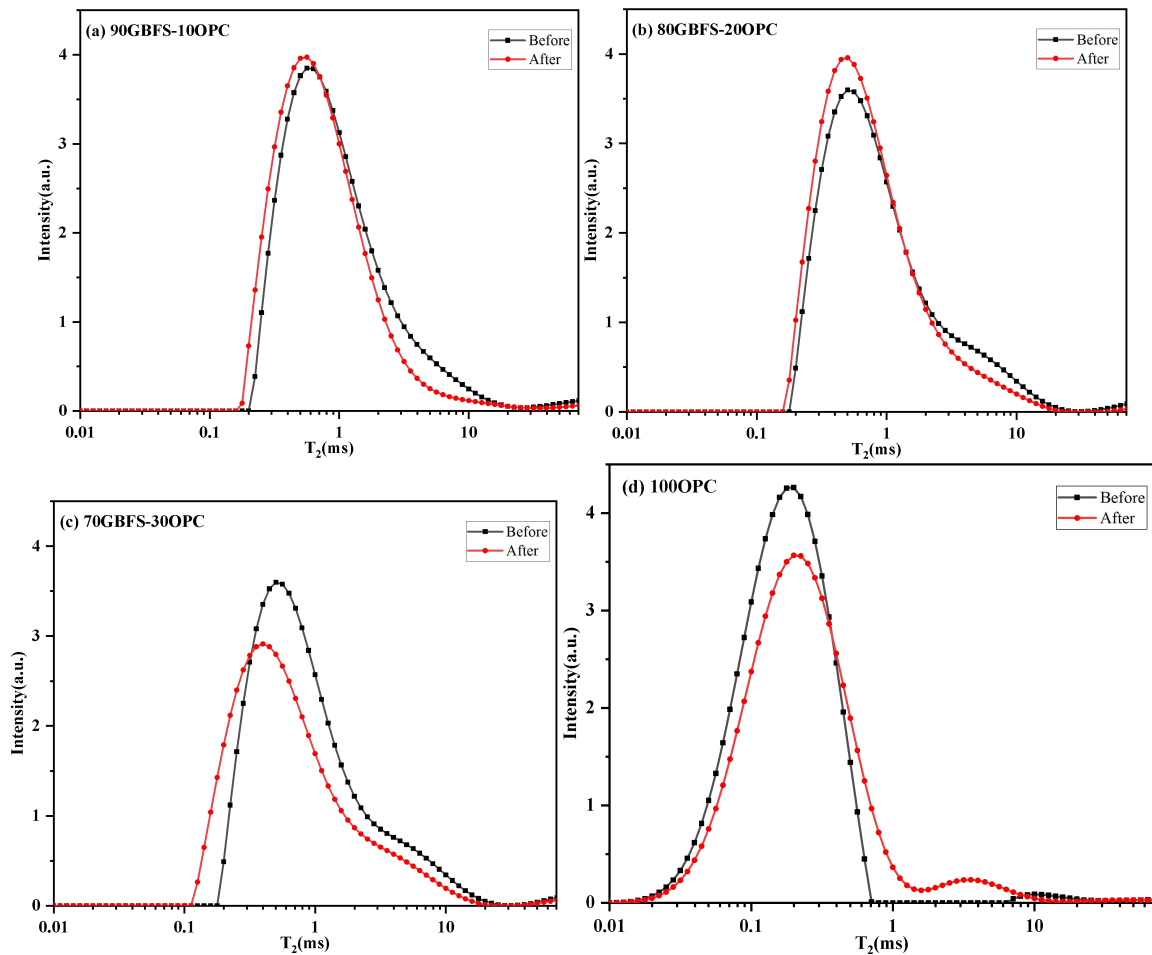 (a) 90GBFS-10OPC
Before
After
Intensity(a.u.)
4
3
2
1
0
0.01 0.1 1 10
T2(ms)
(b) 80GBFS-20OPC
Before
After
Intensity(a.u.)
4
3
2
1
0
0.01 0.1 1 10
T2(ms)
(c) 70GBFS-30OPC
Before
After
Intensity(a.u.)
4
3
2
1
0
0.01 0.1 1 10
T2(ms)
(d) 100OPC
Before
After
Intensity(a.u.)
4
3
2
1
0
0.01 0.1 1 10
T2(ms)